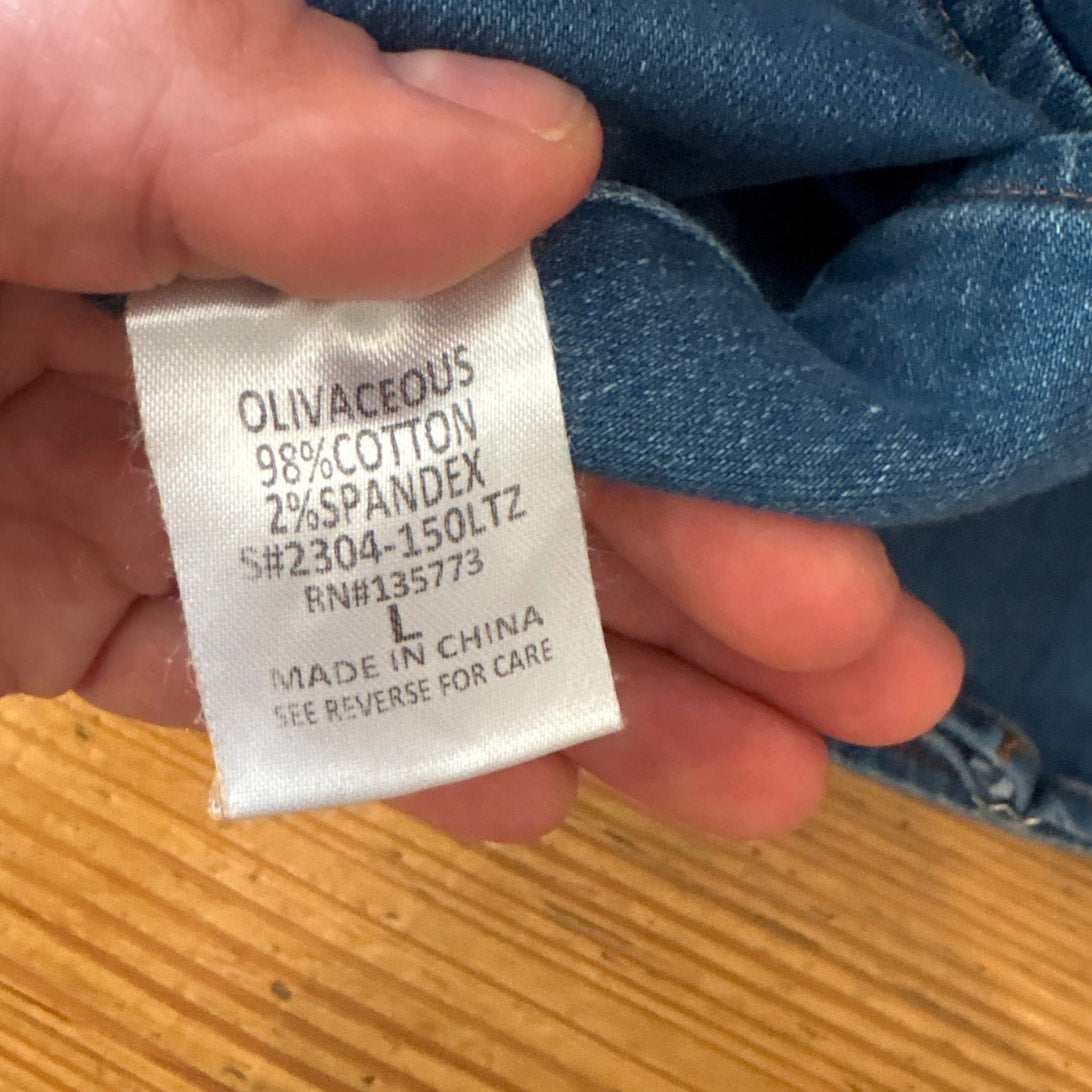 OLIVACEOUS
98%COTTON
2%SPANDEX
S#2304-150LTZ
RN#135773
L
MADE IN CHINA
SEE REVERSE FOR CARE